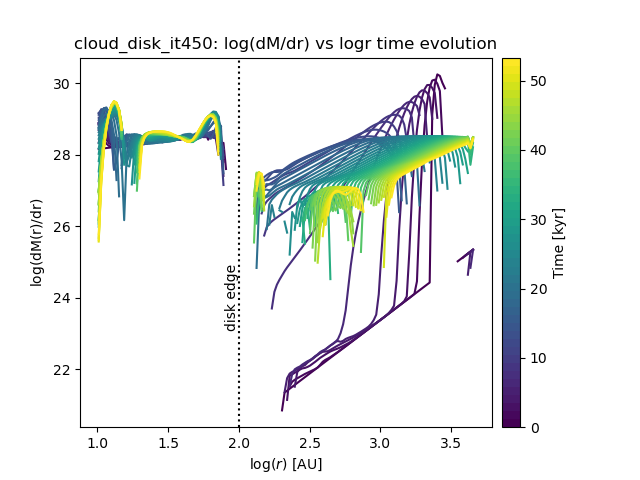 cloud_disk_it450: log(dM/dr) vs logr time evolution
log(dM(r)/dr)
30
28
26
24
22
disk edge
1.0 1.5 2.0 2.5 3.0 3.5
log(r) [AU]
50
40
30
20
10
0
Time [kyr]